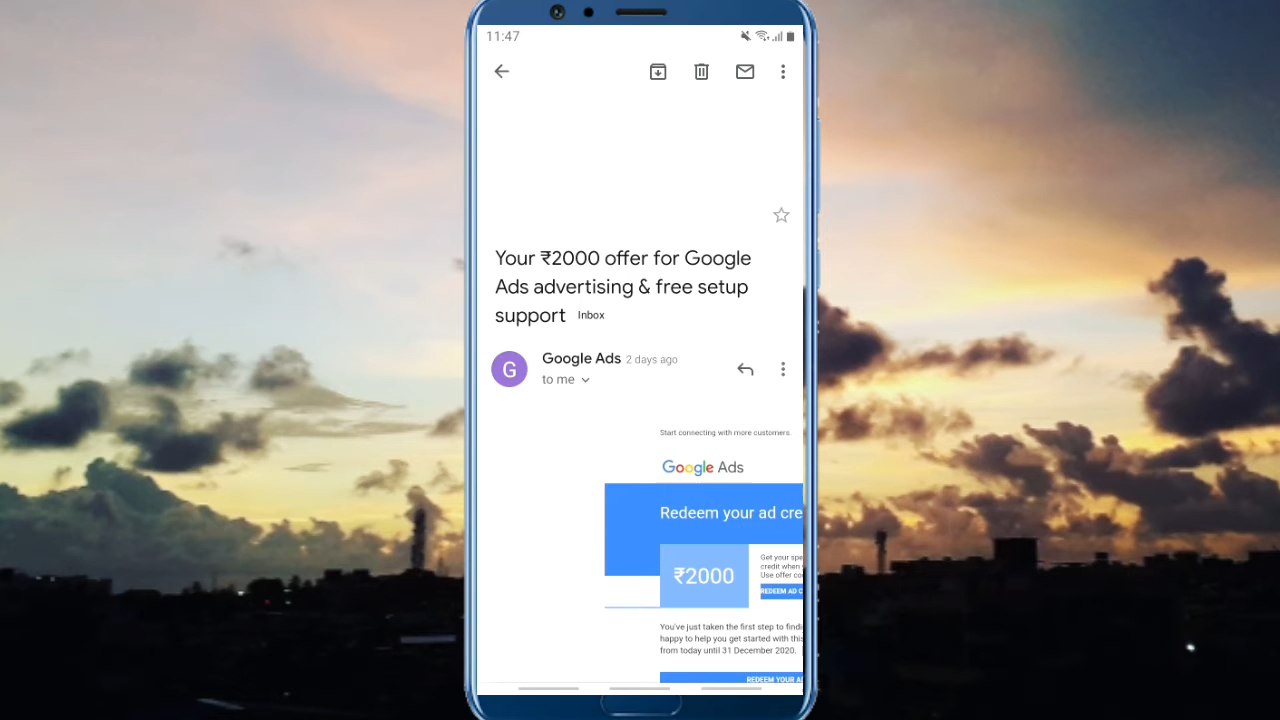 11:47
Your ₹2000 offer for Google
Ads advertising & free setup
support Inbox
G Google Ads 2 days ago
to me
Start connecting with more customers.
Google Ads
Redeem your ad cre
₹2000
Get your spe
credit when
Use offer co
REDEEM AD C
You've just taken the first step to findi
happy to help you get started with this
from today until 31 December 2020.
REDEEM YOUR A